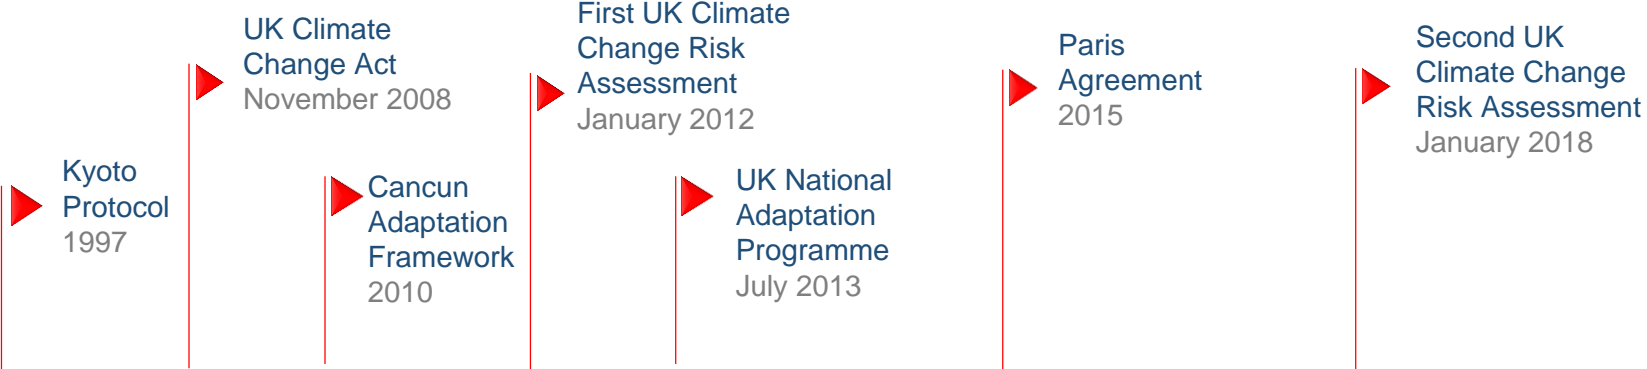 Kyoto
Protocol
1997
UK Climate
Change Act
November 2008
Cancun
Adaptation
Framework
2010
First UK Climate
Change Risk
Assessment
January 2012
UK National
Adaptation
Programme
July 2013
Paris
Agreement
2015
Second UK
Climate Change
Risk Assessment
January 2018